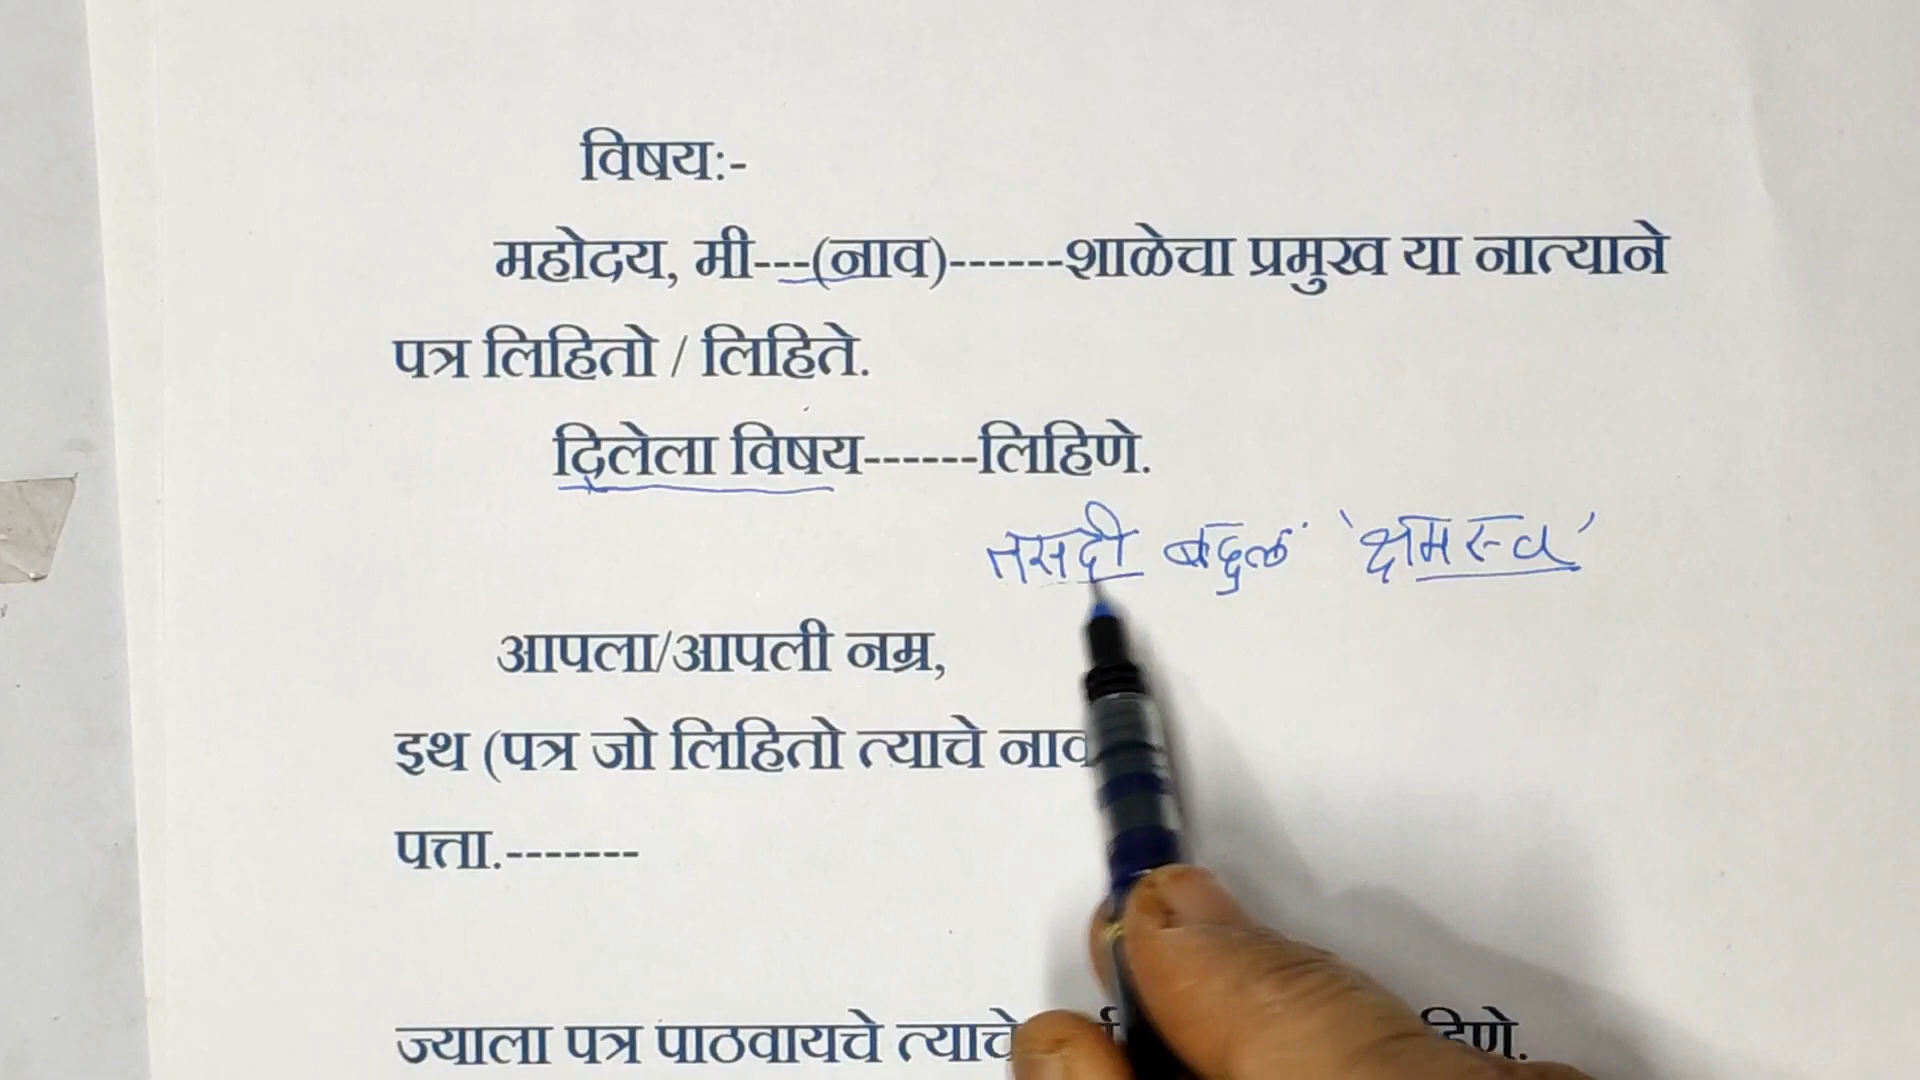 विषय:-
महोदय, मी---(नाव)------शाळेचा प्रमुख या नात्याने
पत्र लिहितो / लिहिते.
दिलेला विषय------लिहिणे.
तसदी बद्दल 'क्षमस्व'
आपला/आपली नम्र,
इथ (पत्र जो लिहितो त्याचे नाव
पत्ता.-------
ज्याला पत्र पाठवायचे त्याचे